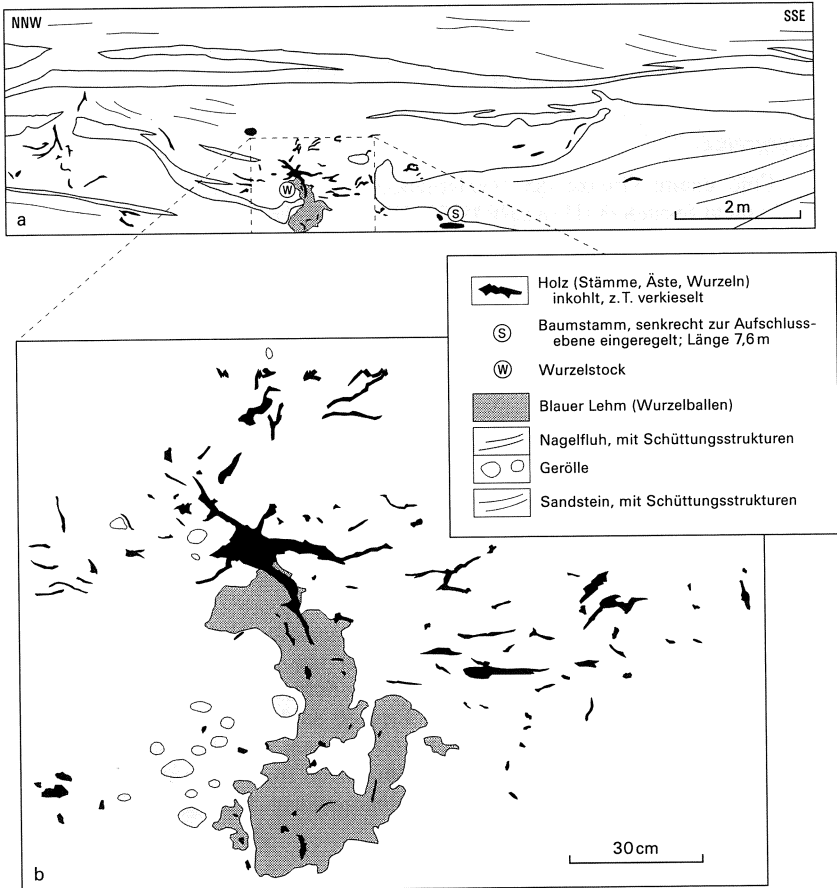 NNW
SSE
W
S
2 m
a
Holz (Stämme, Äste, Wurzeln)
inkohlt, z.T. verkieselt
S
Baumstamm, senkrecht zur Aufschluss-
ebene eingeregelt; Länge 7,6 m
W
Wurzelstock
Blauer Lehm (Wurzelballen)
Nagelfluh, mit Schüttungsstrukturen
Gerölle
Sandstein, mit Schüttungsstrukturen
30 cm
b